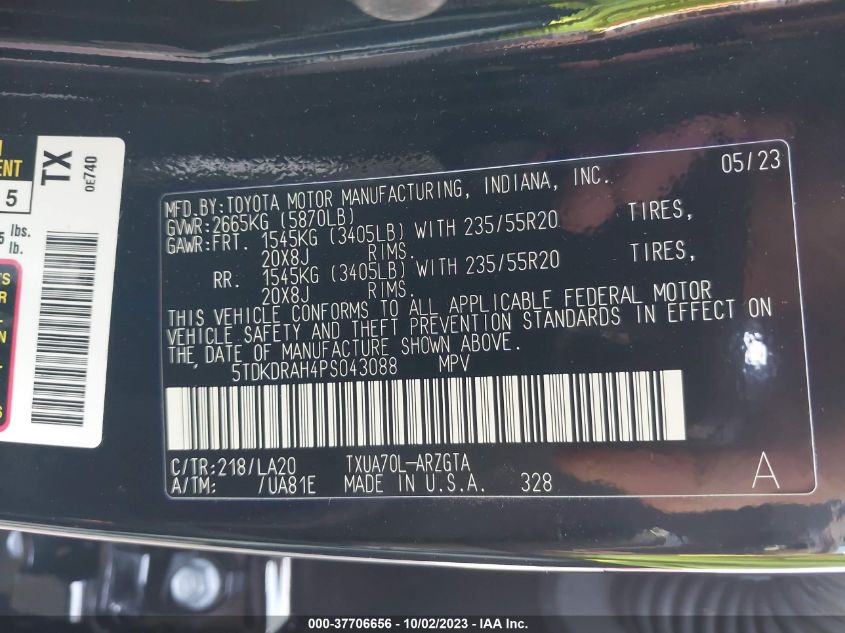 ENT
5
TX
0E740
lbs.
lb.
MFD.BY:TOYOTA MOTOR MANUFACTURING, INDIANA, INC. 05/23
GVWR:2665KG (5870LB)
GAWR:FRT. 1545KG (3405LB) WITH 235/55R20 TIRES,
20X8J RIMS.
RR. 1545KG (3405LB) WITH 235/55R20 TIRES,
20X8J RIMS.
THIS VEHICLE CONFORMS TO ALL APPLICABLE FEDERAL MOTOR
VEHICLE SAFETY AND THEFT PREVENTION STANDARDS IN EFFECT ON
THE DATE OF MANUFACTURE SHOWN ABOVE.
5TDKDRAH4PS043088 MPV
C/TR:218/LA20 TXUA70L-ARZGTA
A/TM: /UA81E MADE IN U.S.A. 328 A
000-37706656 - 10/02/2023 - IAA Inc.